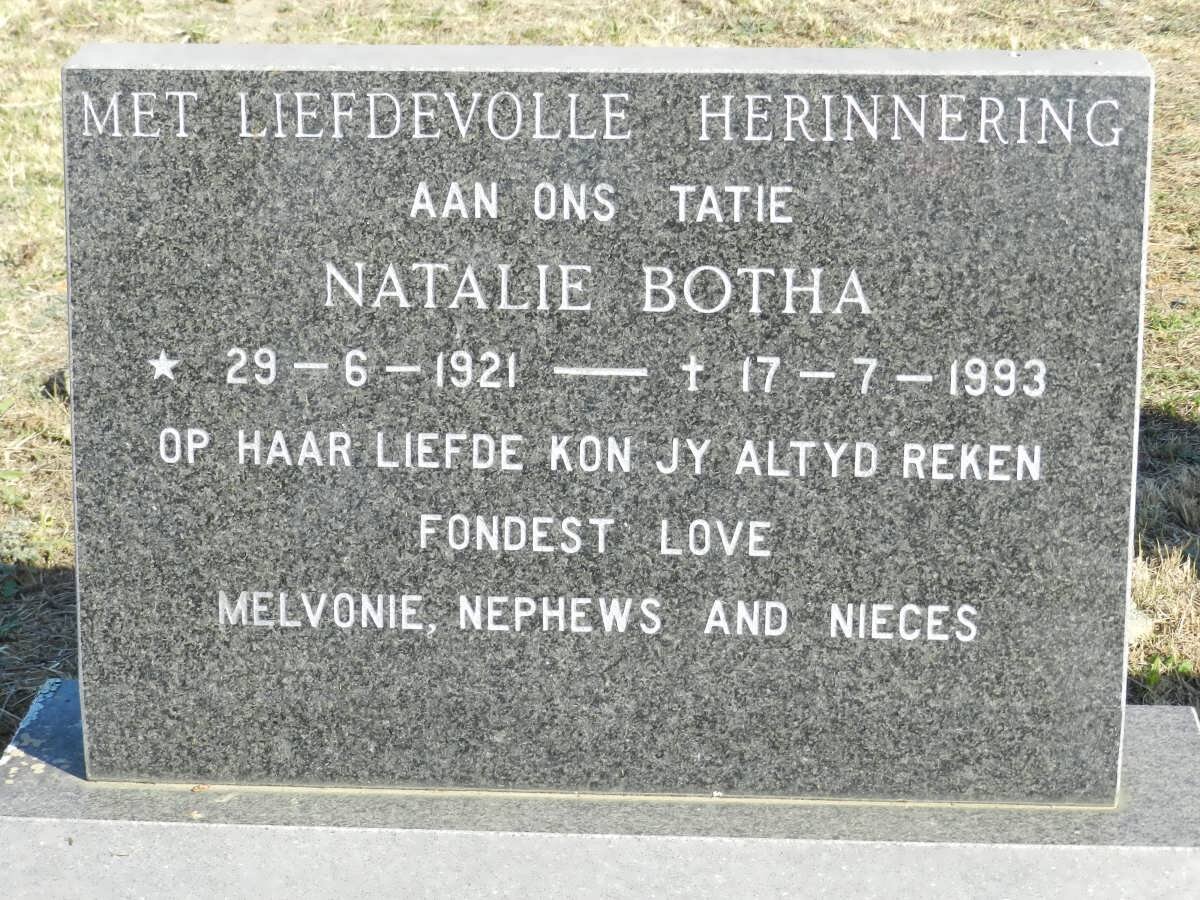 MET LIEFDEVOLLE HERINNERING
AAN ONS TATIE
NATALIE BOTHA
★ 29-6-1921 — † 17-7-1993
OP HAAR LIEFDE KON JY ALTYD REKEN
FONDEST LOVE
MELVONIE, NEPHEWS AND NIECES